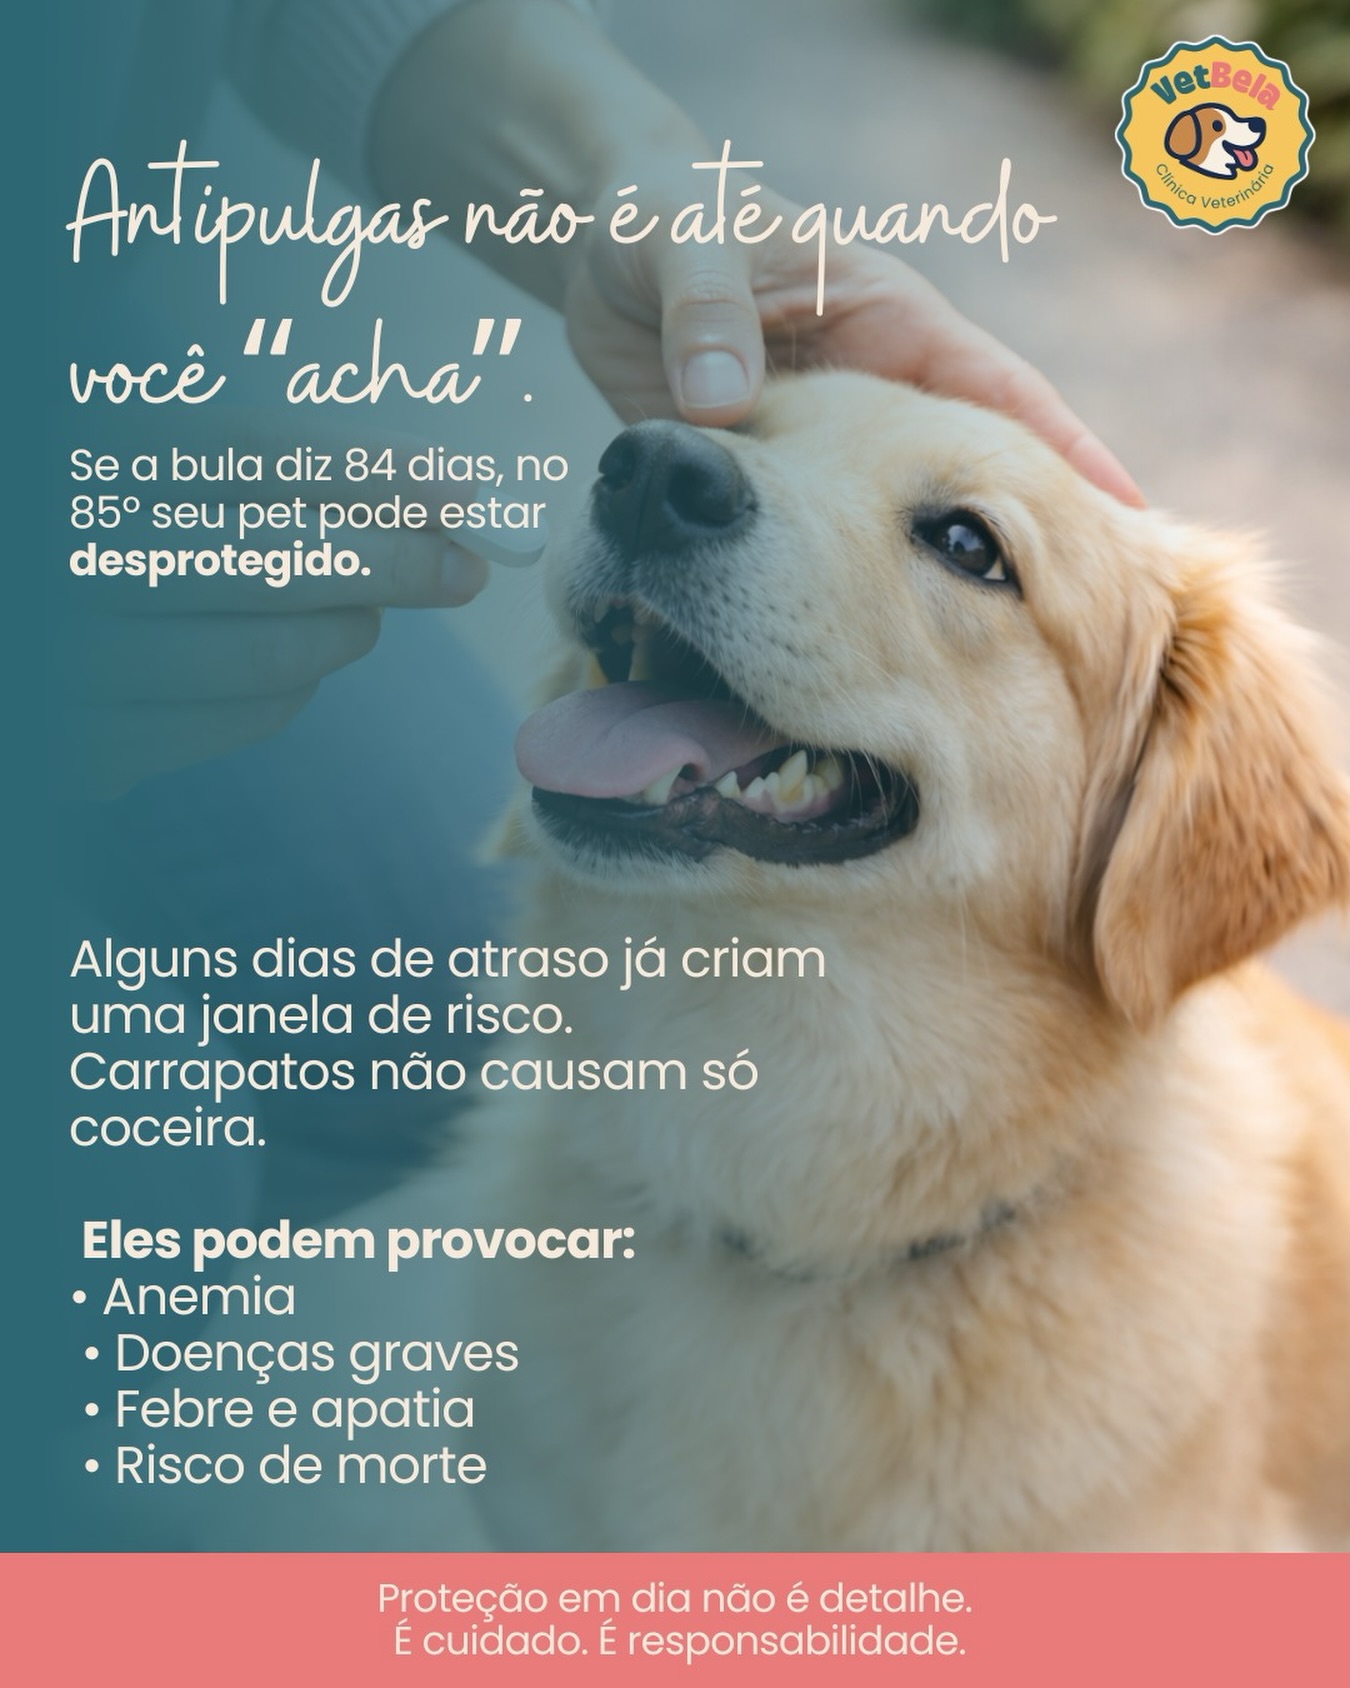 VetBela
Clínica Veterinária
Antipulgas não é até quando
você “acha”.
Se a bula diz 84 dias, no
85º seu pet pode estar
desprotegido.
Alguns dias de atraso já criam
uma janela de risco.
Carrapatos não causam só
coceira.
Eles podem provocar:
• Anemia
• Doenças graves
• Febre e apatia
• Risco de morte
Proteção em dia não é detalhe.
É cuidado. É responsabilidade.